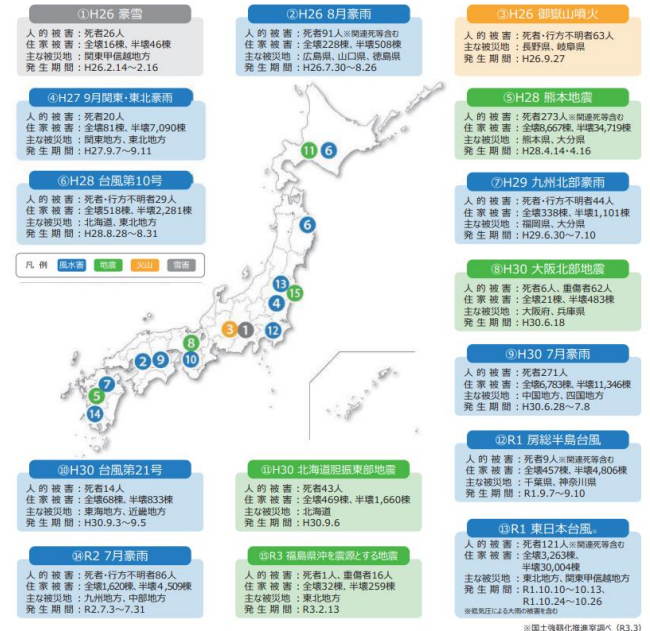 ①H26 豪雪
人的被害：死者26人
住家被害：全壊16棟、半壊46棟
主な被災地：関東甲信越地方
発生期間：H26.2.14～2.16
②H26 8月豪雨
人的被害：死者91人※関連死等含む
住家被害：全壊228棟、半壊508棟
主な被災地：広島県、山口県、徳島県
発生期間：H26.7.30～8.26
③H26 御嶽山噴火
人的被害：死者・行方不明者63人
主な被災地：長野県、岐阜県
発生期間：H26.9.27
④H27 9月関東・東北豪雨
人的被害：死者20人
住家被害：全壊81棟、半壊7,090棟
主な被災地：関東地方、東北地方
発生期間：H27.9.7～9.11
⑤H28 熊本地震
人的被害：死者273人※関連死等含む
住家被害：全壊8,667棟、半壊34,719棟
主な被災地：熊本県、大分県
発生期間：H28.4.14・4.16
⑥H28 台風第10号
人的被害：死者・行方不明者29人
住家被害：全壊518棟、半壊2,281棟
主な被災地：北海道、東北地方
発生期間：H28.8.28～8.31
⑦H29 九州北部豪雨
人的被害：死者・行方不明者44人
住家被害：全壊338棟、半壊1,101棟
主な被災地：福岡県、大分県
発生期間：H29.6.30～7.10
凡例 風水害 地震 火山 雪害
⑧H30 大阪北部地震
人的被害：死者6人、重傷者62人
住家被害：全壊21棟、半壊483棟
主な被災地：大阪府、兵庫県
発生期間：H30.6.18
⑨H30 7月豪雨
人的被害：死者271人
住家被害：全壊6,783棟、半壊11,346棟
主な被災地：中国地方、四国地方
発生期間：H30.6.28～7.8
11 6
6
13
15
4
12
3 1
8
10
2 9
7
5
14
⑩H30 台風第21号
人的被害：死者14人
住家被害：全壊68棟、半壊833棟
主な被災地：東海地方、近畿地方
発生期間：H30.9.3～9.5
⑪H30 北海道胆振東部地震
人的被害：死者43人
住家被害：全壊469棟、半壊1,660棟
主な被災地：北海道
発生期間：H30.9.6
⑫R1 房総半島台風
人的被害：死者9人※関連死等含む
住家被害：全壊457棟、半壊4,806棟
主な被災地：千葉県、神奈川県
発生期間：R1.9.7～9.10
⑬R1 東日本台風※
人的被害：死者121人※関連死等含む
住家被害：全壊3,263棟、
半壊30,004棟
主な被災地：東北地方、関東甲信越地方
発生期間：R1.10.10～10.13、
R1.10.24～10.26
※低気圧による大雨の被害を含む
⑭R2 7月豪雨
人的被害：死者・行方不明者86人
住家被害：全壊1,620棟、半壊4,509棟
主な被災地：九州地方、中部地方
発生期間：R2.7.3～7.31
⑮R3 福島県沖を震源とする地震
人的被害：死者1人、重傷者16人
住家被害：全壊32棟、半壊259棟
主な被災地：東北地方
発生期間：R3.2.13
※国土強靱化推進室調べ（R3.3）